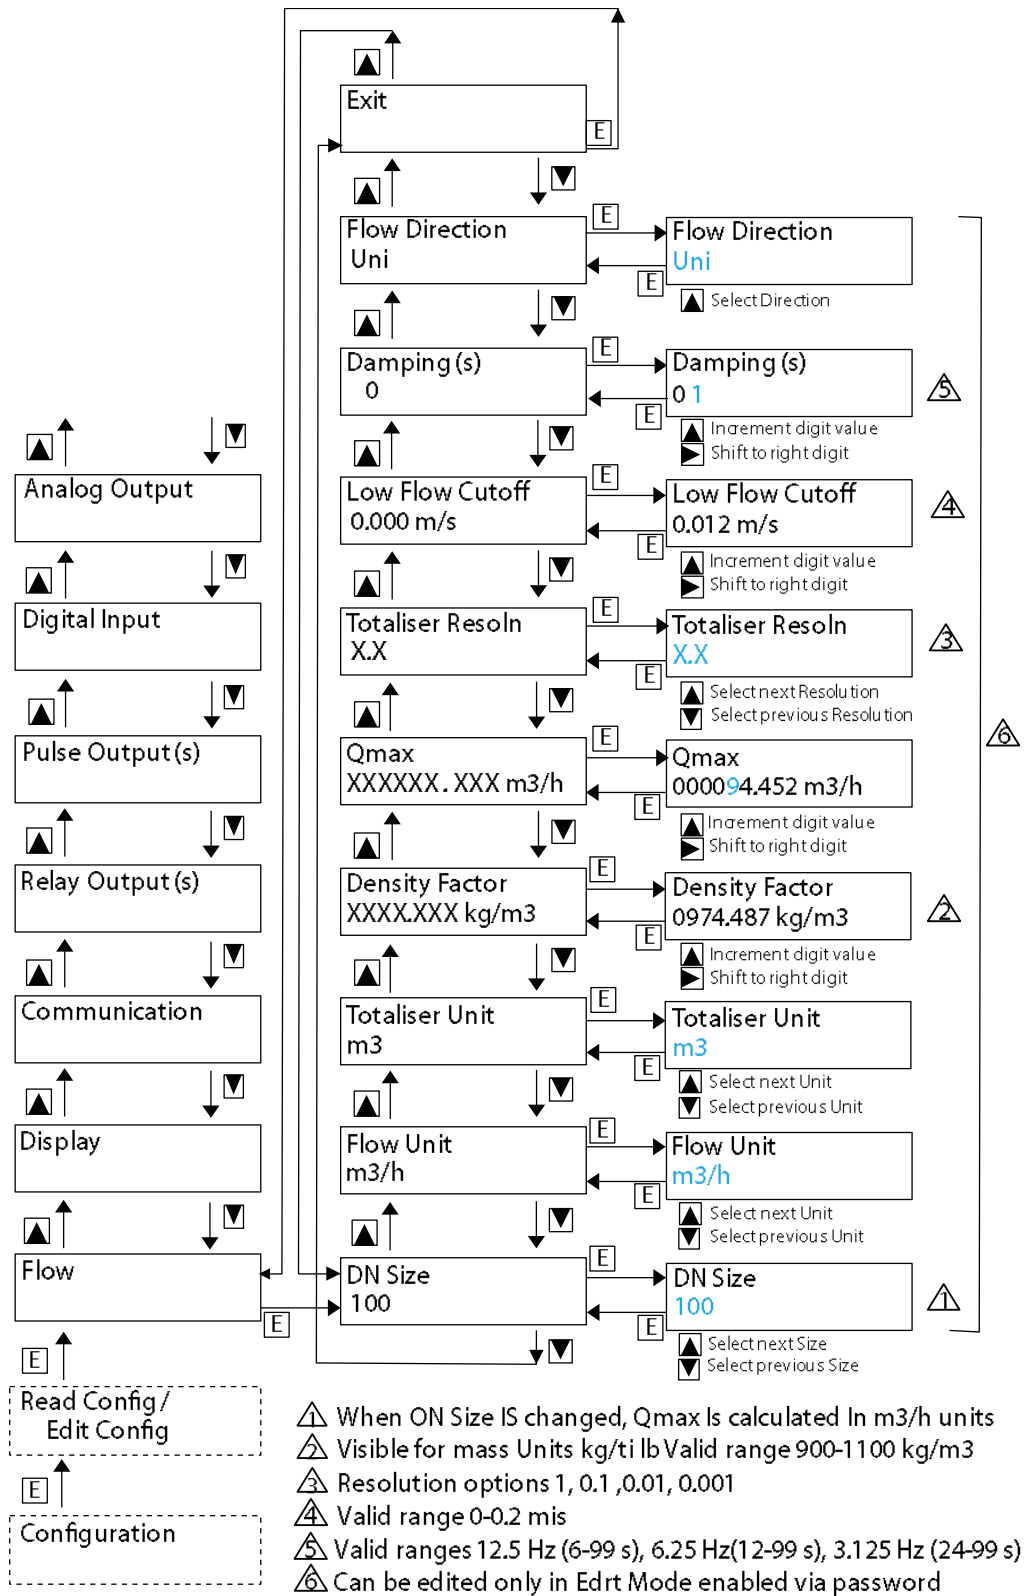 Exit
E
Flow Direction
Uni
E
Flow Direction
Uni
E
Select Direction
Damping (s)
0
E
Damping (s)
0 1
E
5
Increment digit value
Shift to right digit
Analog Output
Low Flow Cutoff
0.000 m/s
E
Low Flow Cutoff
0.012 m/s
E
4
Increment digit value
Shift to right digit
Digital Input
Totaliser Resoln
X.X
E
Totaliser Resoln
X.X
E
3
Select next Resolution
Select previous Resolution
6
Pulse Output (s)
Qmax
XXXXXX. XXX m3/h
E
Qmax
000094.452 m3/h
E
Increment digit value
Shift to right digit
Relay Output (s)
Density Factor
XXXX.XXX kg/m3
E
Density Factor
0974.487 kg/m3
E
2
Increment digit value
Shift to right digit
Communication
Totaliser Unit
m3
E
Totaliser Unit
m3
E
Select next Unit
Select previous Unit
Display
Flow Unit
m3/h
E
Flow Unit
m3/h
E
Select next Unit
Select previous Unit
Flow
E
DN Size
100
E
DN Size
100
E
1
Select next Size
Select previous Size
E
Read Config /
Edit Config
E
Configuration
1 When ON Size IS changed, Qmax Is calculated In m3/h units
2 Visible for mass Units kg/ti lb Valid range 900-1100 kg/m3
3 Resolution options 1, 0.1 ,0.01, 0.001
4 Valid range 0-0.2 mis
5 Valid ranges 12.5 Hz (6-99 s), 6.25 Hz(12-99 s), 3.125 Hz (24-99 s)
6 Can be edited only in Edrt Mode enabled via password